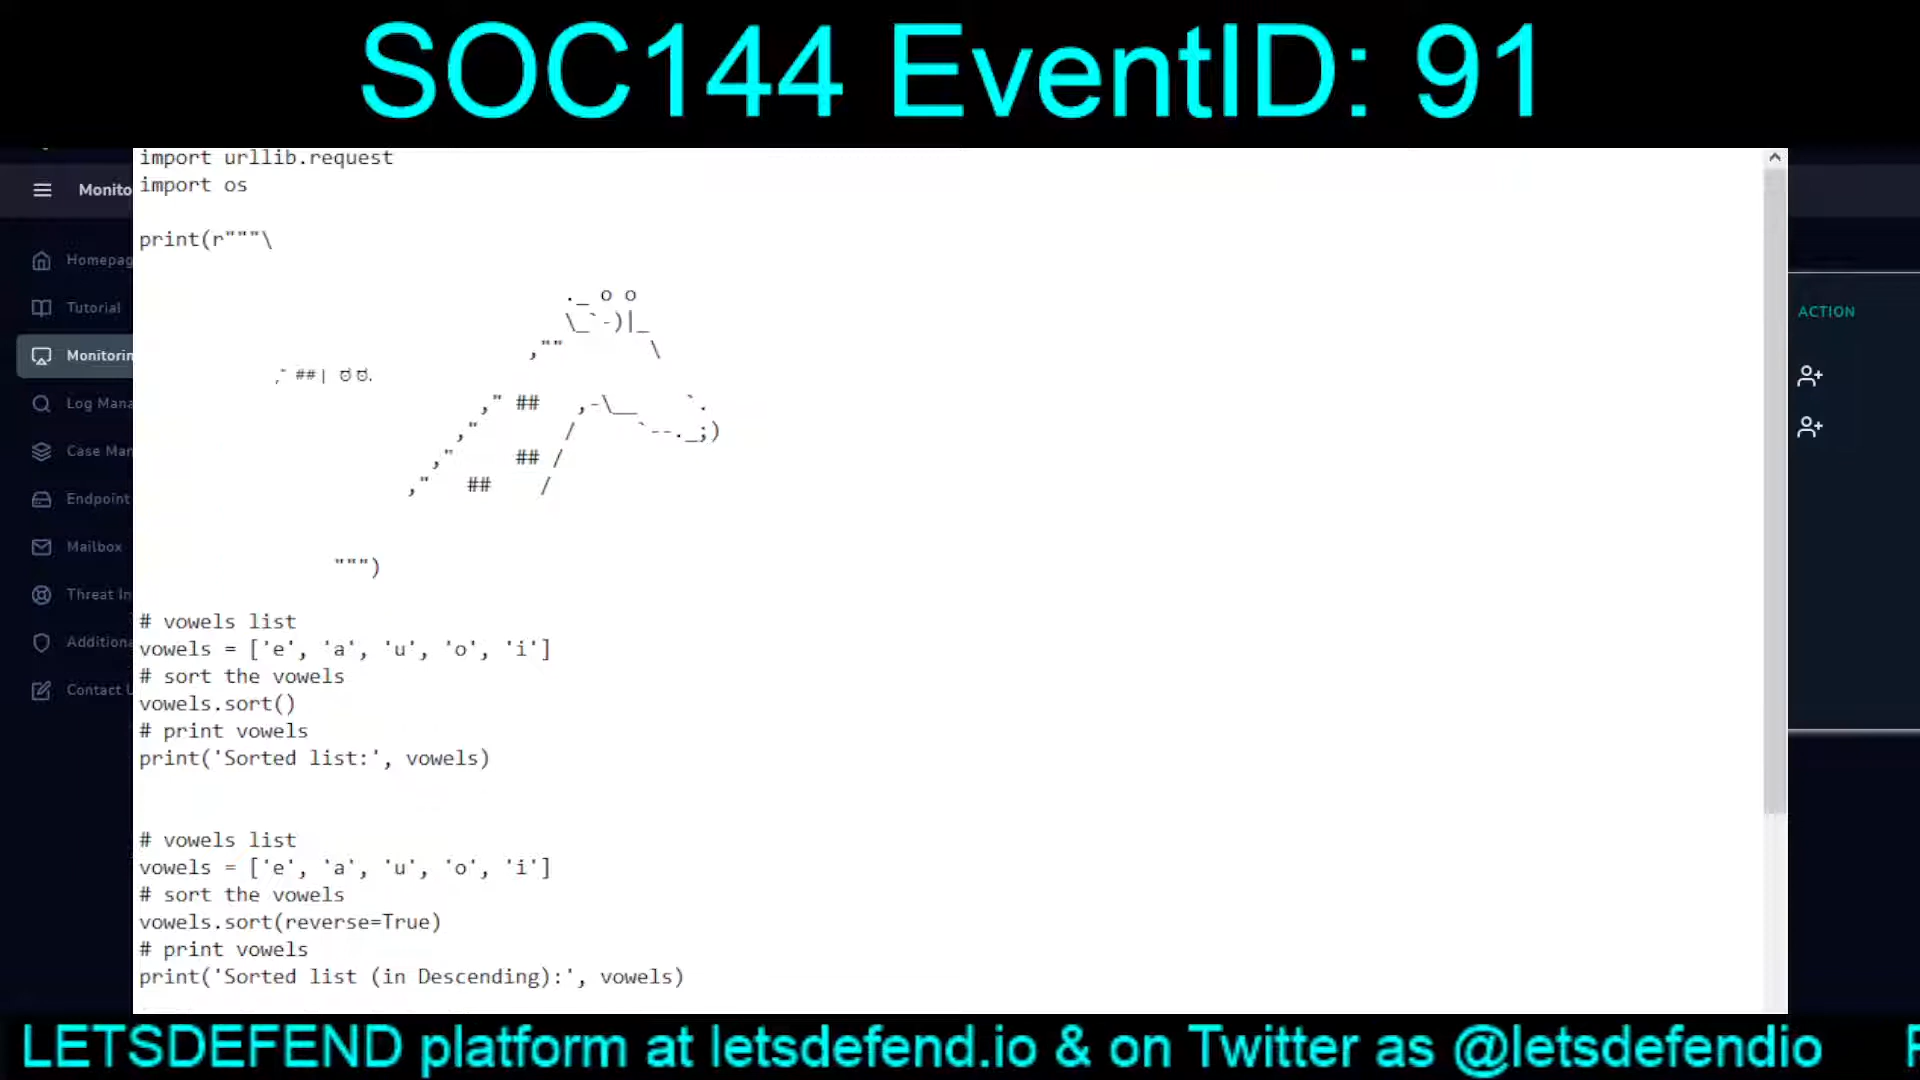 SOC144 EventID: 91
Monito
Homepag
Tutorial
Monitorin
Log Mana
Case Man
Endpoint
Mailbox
Threat In
Additiona
Contact U
import urllib.request
import os
print(r"""\
._ o o
\_`-)|_
,""       \
,"  ## |   ಠ ಠ.
," ##   ,-\__    `.
,"       /     `--._;)
,"     ## /
,"   ##    /
""")
# vowels list
vowels = ['e', 'a', 'u', 'o', 'i']
# sort the vowels
vowels.sort()
# print vowels
print('Sorted list:', vowels)
# vowels list
vowels = ['e', 'a', 'u', 'o', 'i']
# sort the vowels
vowels.sort(reverse=True)
# print vowels
print('Sorted list (in Descending):', vowels)
ACTION
LETSDEFEND platform at letsdefend.io & on Twitter as @letsdefendio